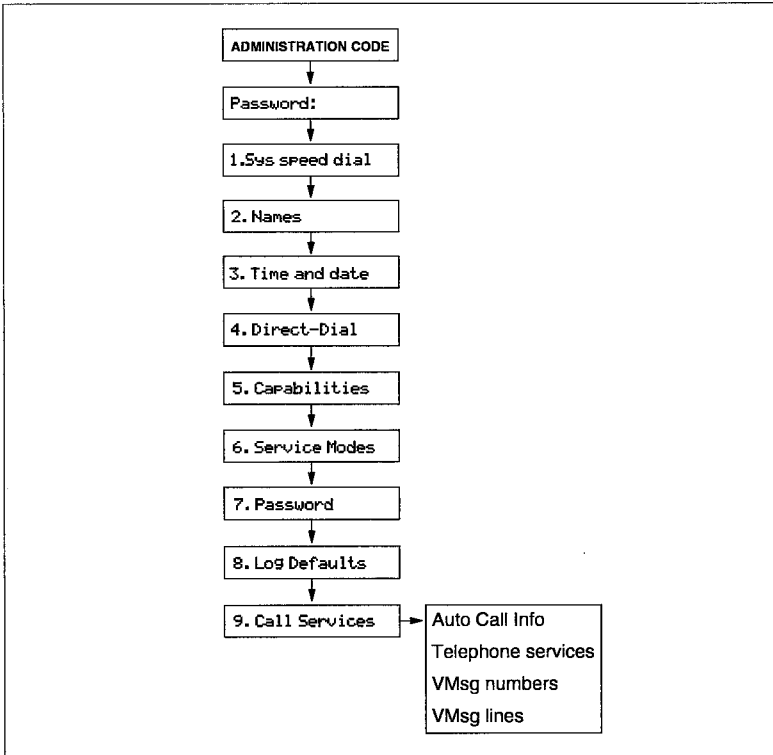 ADMINISTRATION CODE
Password:
1.Sys speed dial
2. Names
3. Time and date
4. Direct-Dial
5. Capabilities
6. Service Modes
7. Password
8. Log Defaults
9. Call Services
Auto Call Info
Telephone services
VMsg numbers
VMsg lines